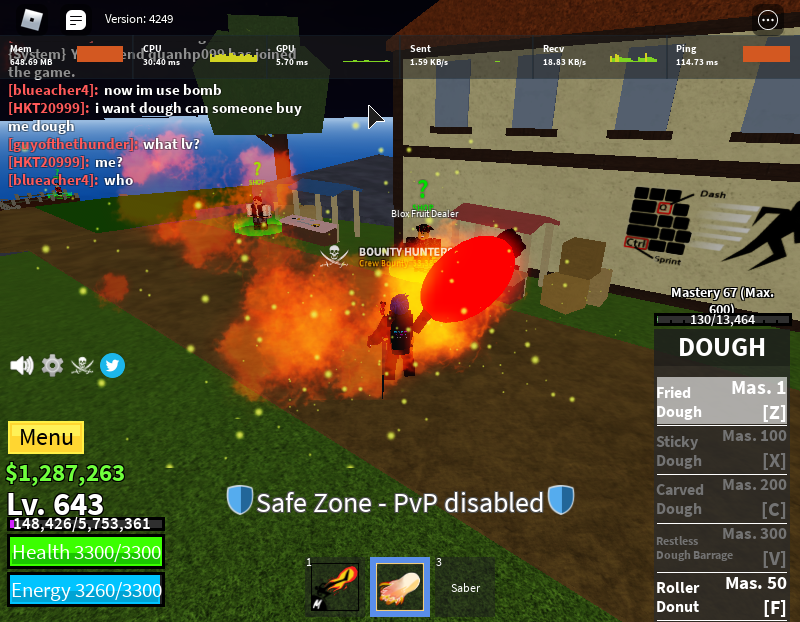 Version: 4249
Mem
648.69 MB
CPU
30.40 ms
GPU
5.70 ms
Sent
1.59 KB/s
Recv
18.83 KB/s
Ping
114.73 ms
quanhp009 has joined
the game.
[blueacher4]: now im use bomb
[HKT20999]: i want dough can someone buy
me dough
[guyofthethunder]: what lv?
[HKT20999]: me?
[blueacher4]: who
?
SHOP
?
Blox Fruit Dealer
BOUNTY HUNTERS
Crew Bounty:
Dash
Q
Ctrl
Sprint
Mastery 67 (Max.
600)
130/13,464
DOUGH
Fried
Dough
Mas. 1
[Z]
Sticky
Dough
Mas. 100
[X]
Carved
Dough
Mas. 200
[C]
Restless
Dough Barrage
Mas. 300
[V]
Roller
Donut
Mas. 50
[F]
Menu
$1,287,263
Lv. 643
148,426/5,753,361
Health 3300/3300
Energy 3260/3300
Safe Zone - PvP disabled
1
3
Saber